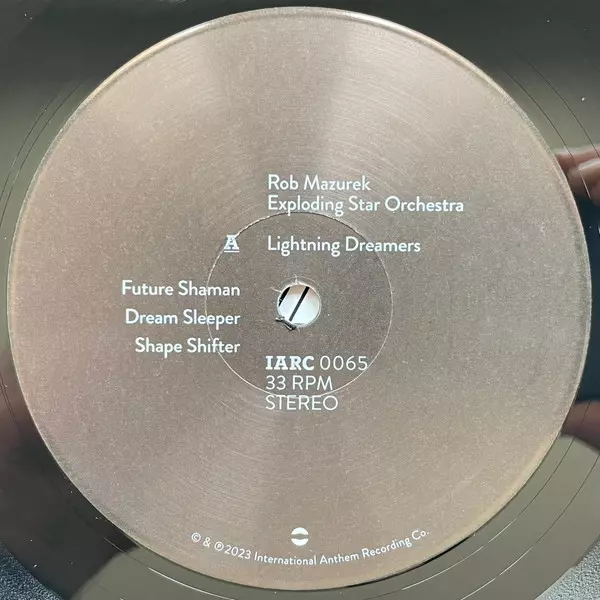 Rob Mazurek
Exploding Star Orchestra
A Lightning Dreamers
Future Shaman
Dream Sleeper
Shape Shifter
IARC 0065
33 RPM
STEREO
© & ℗ 2023 International Anthem Recording Co.